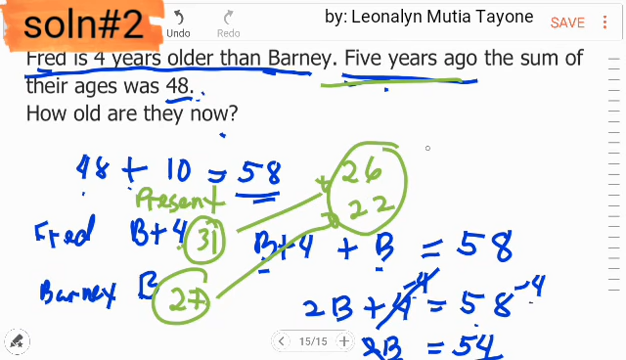 soln#2
Undo
Redo
by: Leonalyn Mutia Tayone
SAVE
Fred is 4 years older than Barney. Five years ago the sum of
their ages was 48.
How old are they now?
48 + 10 = 58
Present
26
22
Fred B+4 31
B+4 + B = 58
Barney B 27
2B + 4 -4 = 58 -4
15/15
2B = 54